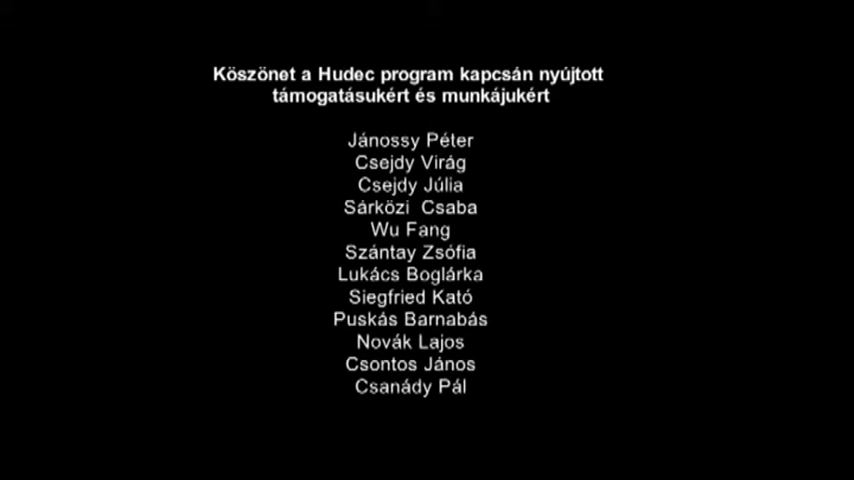 Köszönet a Hudec program kapcsán nyújtott
támogatásukért és munkájukért
Jánossy Péter
Csejdy Virág
Csejdy Júlia
Sárközi Csaba
Wu Fang
Szántay Zsófia
Lukács Boglárka
Siegfried Kató
Puskás Barnabás
Novák Lajos
Csontos János
Csanády Pál